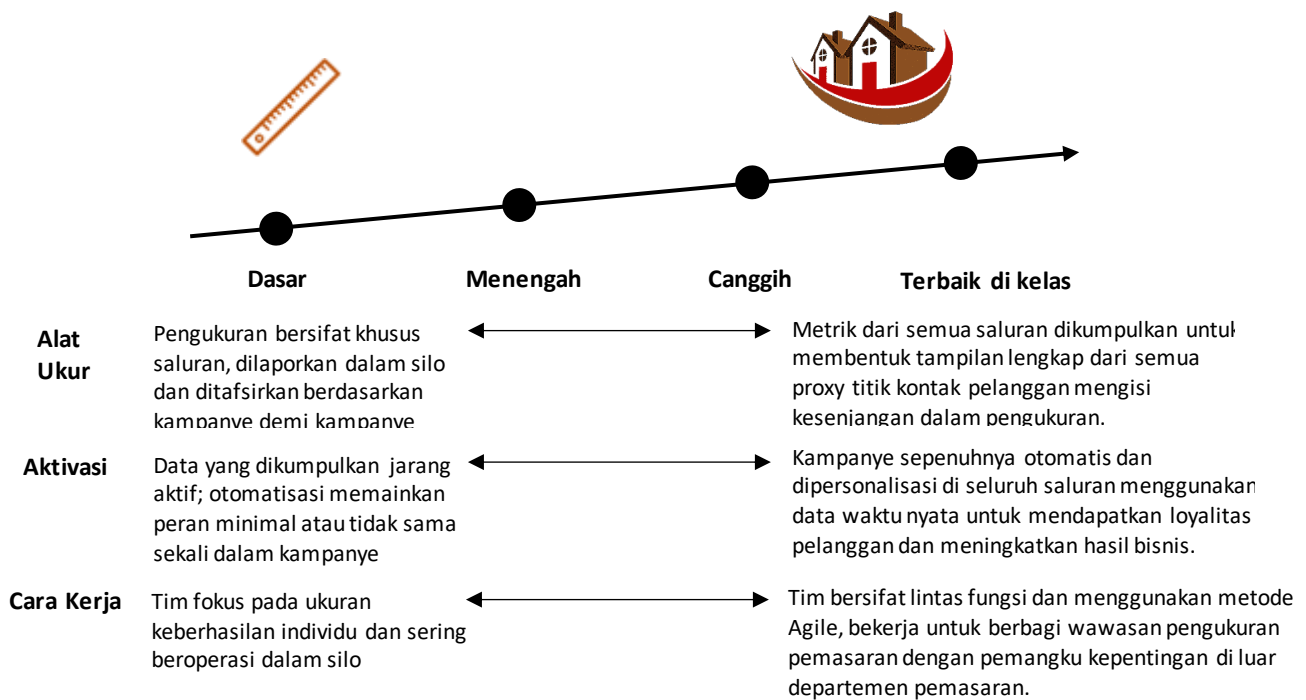 Dasar
Menengah
Canggih
Terbaik di kelas
Alat
Ukur
Pengukuran bersifat khusus
saluran, dilaporkan dalam silo
dan ditafsirkan berdasarkan
kampanye demi kampanye
Metrik dari semua saluran dikumpulkan untuk
membentuk tampilan lengkap dari semua
proxy titik kontak pelanggan mengisi
kesenjangan dalam pengukuran.
Aktivasi
Data yang dikumpulkan jarang
aktif; otomatisasi memainkan
peran minimal atau tidak sama
sekali dalam kampanye
Kampanye sepenuhnya otomatis dan
dipersonalisasi di seluruh saluran menggunakan
data waktu nyata untuk mendapatkan loyalitas
pelanggan dan meningkatkan hasil bisnis.
Cara Kerja
Tim fokus pada ukuran
keberhasilan individu dan sering
beroperasi dalam silo
Tim bersifat lintas fungsi dan menggunakan metode
Agile, bekerja untuk berbagi wawasan pengukuran
pemasaran dengan pemangku kepentingan di luar
departemen pemasaran.